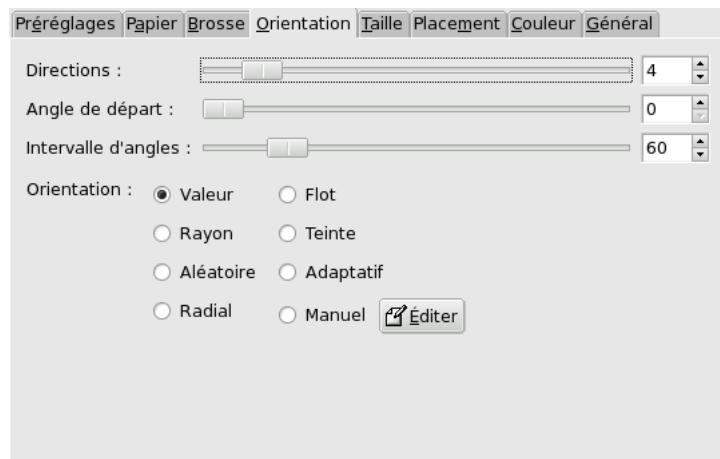 Préréglages Papier Brosse Orientation Taille Placement Couleur Général
Directions : 4
Angle de départ : 0
Intervalle d'angles : 60
Orientation : Valeur Flot
Rayon Teinte
Aléatoire Adaptatif
Radial Manuel Éditer